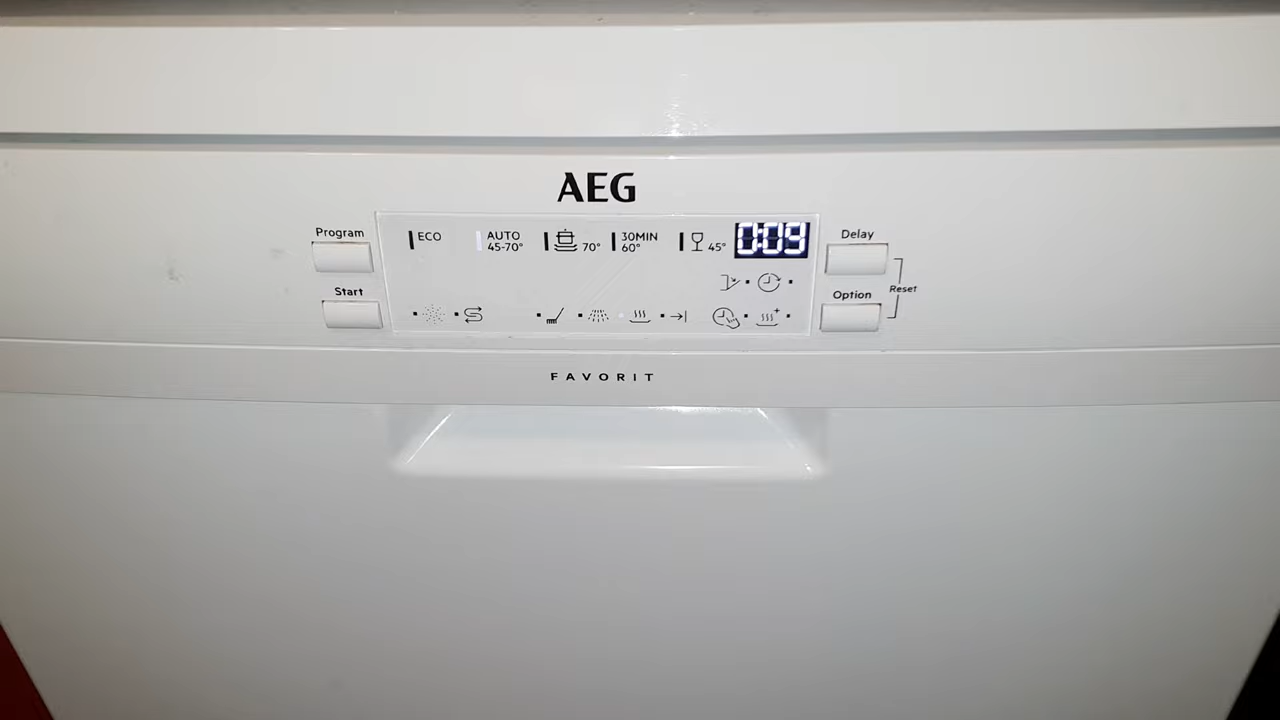 AEG
Program
ECO
AUTO
45-70°
70°
30MIN
60°
45°
0:09
Delay
Start
Option
Reset
FAVORIT